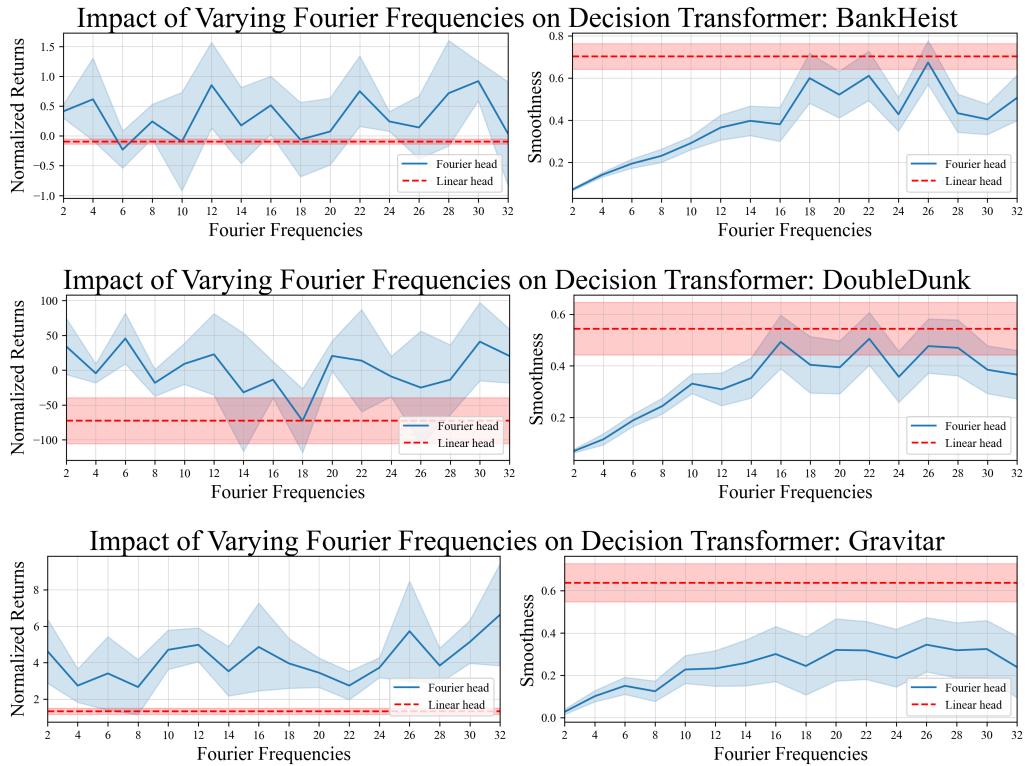 Impact of Varying Fourier Frequencies on Decision Transformer: BankHeist
Normalized Returns
1.5
1.0
0.5
0.0
−0.5
−1.0
2 4 6 8 10 12 14 16 18 20 22 24 26 28 30 32
Fourier Frequencies
Fourier head
Linear head
Smoothness
0.8
0.6
0.4
0.2
2 4 6 8 10 12 14 16 18 20 22 24 26 28 30 32
Fourier Frequencies
Fourier head
Linear head
Impact of Varying Fourier Frequencies on Decision Transformer: DoubleDunk
Normalized Returns
100
50
0
−50
−100
2 4 6 8 10 12 14 16 18 20 22 24 26 28 30 32
Fourier Frequencies
Fourier head
Linear head
Smoothness
0.6
0.4
0.2
2 4 6 8 10 12 14 16 18 20 22 24 26 28 30 32
Fourier Frequencies
Fourier head
Linear head
Impact of Varying Fourier Frequencies on Decision Transformer: Gravitar
Normalized Returns
8
6
4
2
2 4 6 8 10 12 14 16 18 20 22 24 26 28 30 32
Fourier Frequencies
Fourier head
Linear head
Smoothness
0.6
0.4
0.2
0.0
2 4 6 8 10 12 14 16 18 20 22 24 26 28 30 32
Fourier Frequencies
Fourier head
Linear head